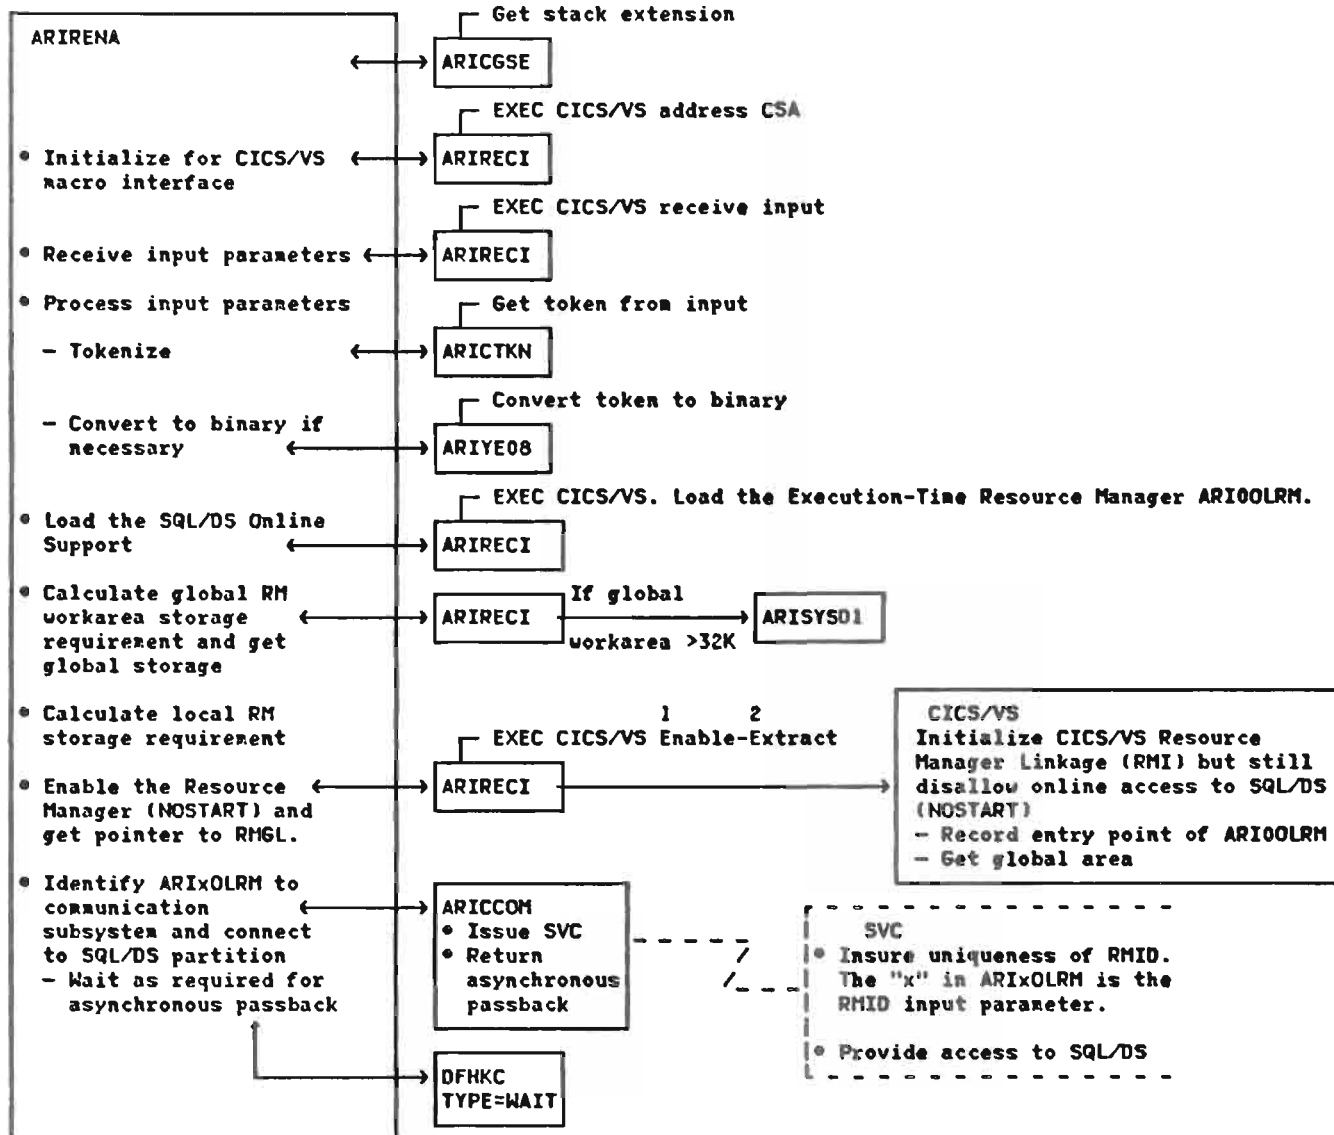 Get stack extension
ARIRENA
ARICGSE
EXEC CICS/VS address CSA
• Initialize for CICS/VS
macro interface
ARIRECI
EXEC CICS/VS receive input
• Receive input parameters
ARIRECI
• Process input parameters
Get token from input
- Tokenize
ARICTKN
Convert token to binary
- Convert to binary if
necessary
ARIYE08
EXEC CICS/VS. Load the Execution-Time Resource Manager ARI0OLRM.
• Load the SQL/DS Online
Support
ARIRECI
• Calculate global RM
workarea storage
requirement and get
global storage
ARIRECI
If global
workarea >32K
ARISYSD1
• Calculate local RM
storage requirement
1 2
EXEC CICS/VS Enable-Extract
• Enable the Resource
Manager (NOSTART) and
get pointer to RMGL.
ARIRECI
CICS/VS
Initialize CICS/VS Resource
Manager Linkage (RMI) but still
disallow online access to SQL/DS
(NOSTART)
- Record entry point of ARI0OLRM
- Get global area
• Identify ARIxOLRM to
communication
subsystem and connect
to SQL/DS partition
- Wait as required for
asynchronous passback
ARICCOM
• Issue SVC
• Return
asynchronous
passback
SVC
• Insure uniqueness of RMID.
The "x" in ARIxOLRM is the
RMID input parameter.
• Provide access to SQL/DS
DFHKC
TYPE=WAIT